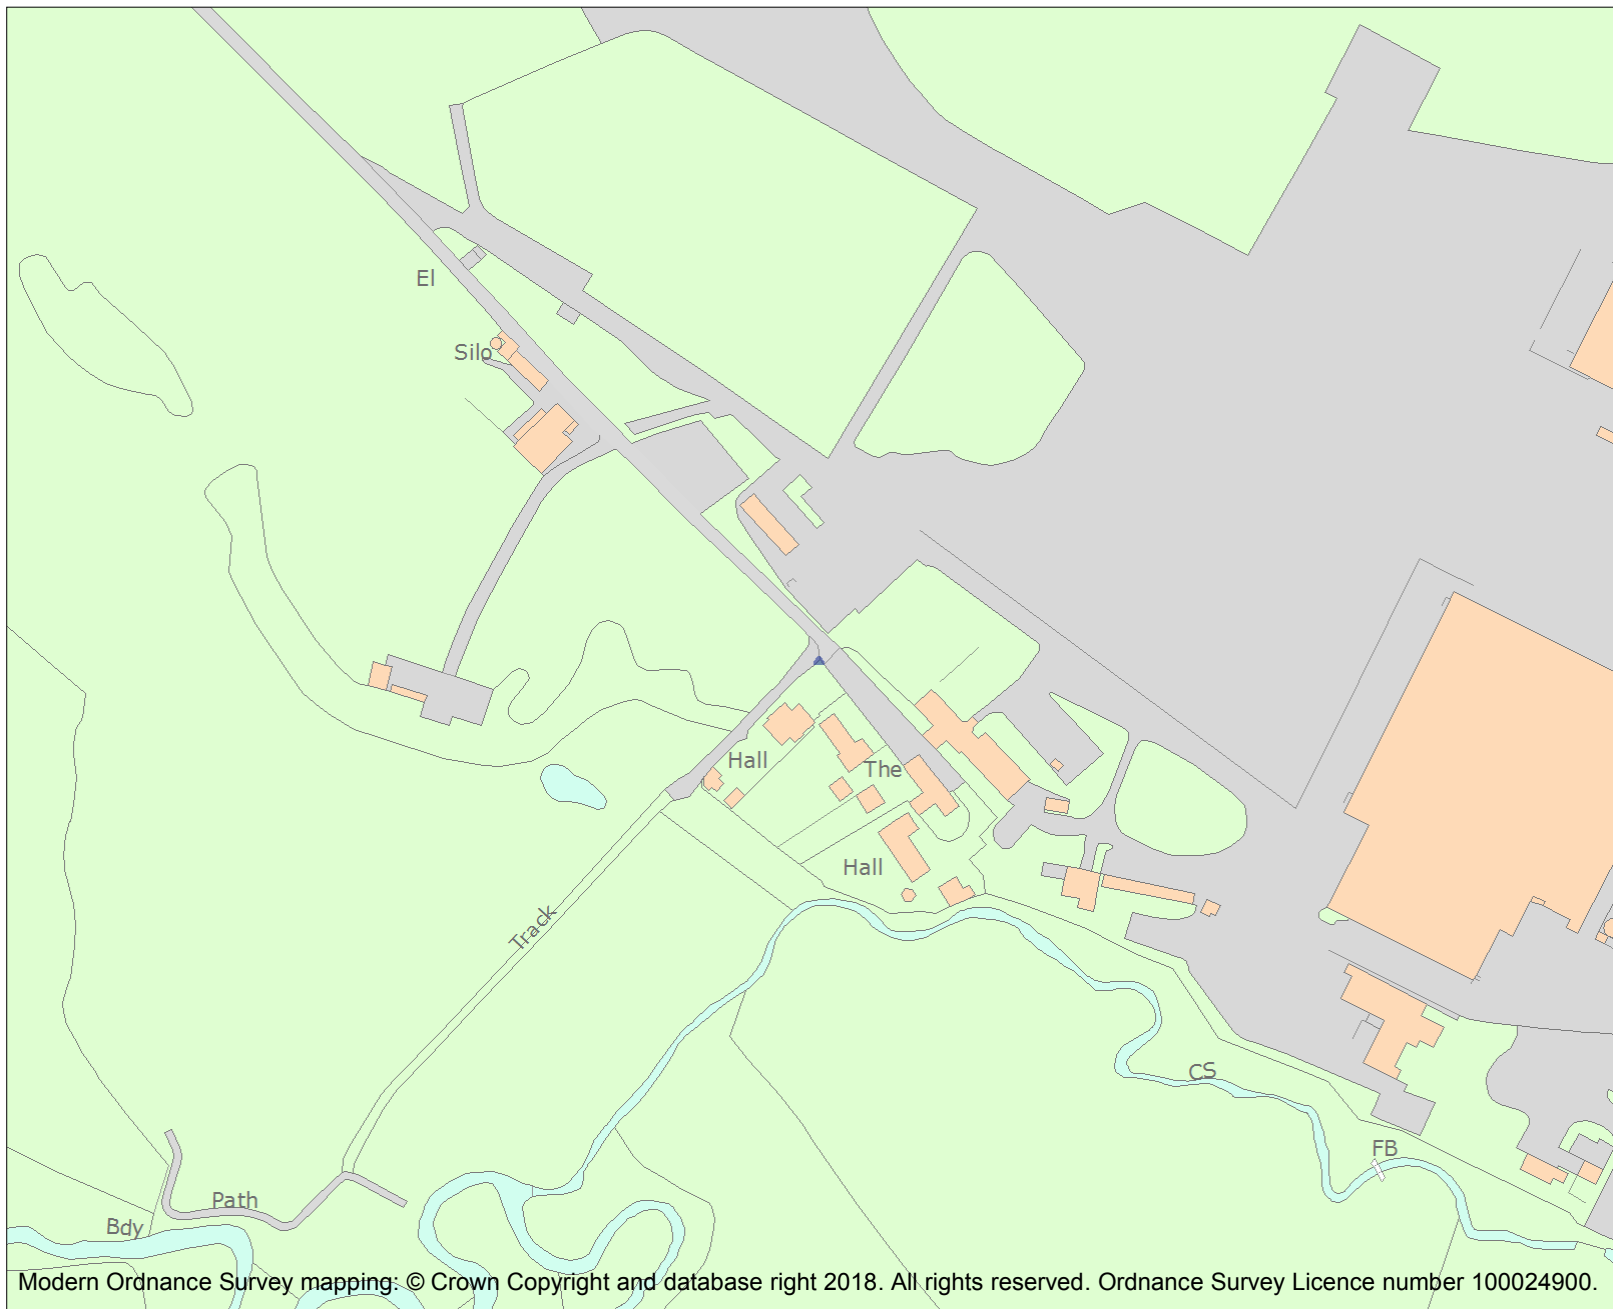 El
Silo
Hall
The
Hall
Track
CS
FB
Path
Bdy
Modern Ordnance Survey mapping: © Crown Copyright and database right 2018. All rights reserved. Ordnance Survey Licence number 100024900.